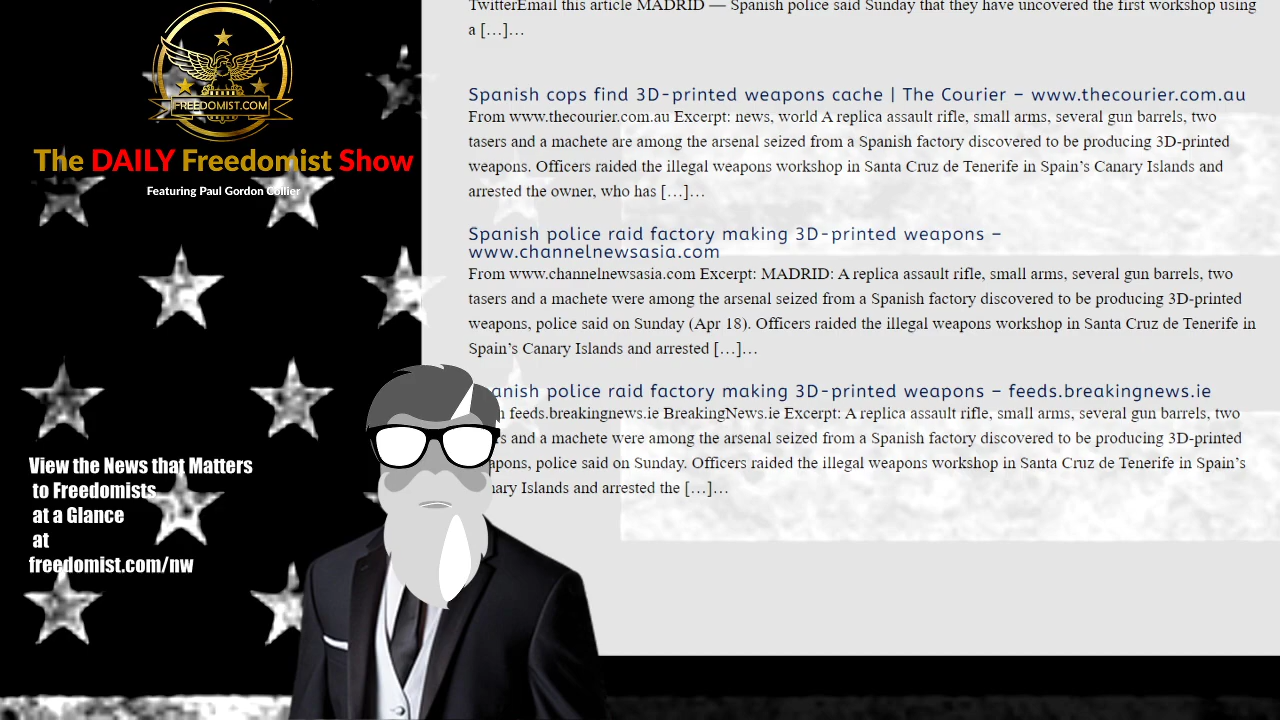 FREEDOMIST.COM
The DAILY Freedomist Show
Featuring Paul Gordon Collier
View the News that Matters
to Freedomists
at a Glance
at
freedomist.com/nw
TwitterEmail this article MADRID — Spanish police said Sunday that they have uncovered the first workshop using
a […]…
Spanish cops find 3D-printed weapons cache | The Courier – www.thecourier.com.au
From www.thecourier.com.au Excerpt: news, world A replica assault rifle, small arms, several gun barrels, two
tasers and a machete are among the arsenal seized from a Spanish factory discovered to be producing 3D-printed
weapons. Officers raided the illegal weapons workshop in Santa Cruz de Tenerife in Spain's Canary Islands and
arrested the owner, who has […]…
Spanish police raid factory making 3D-printed weapons –
www.channelnewsasia.com
From www.channelnewsasia.com Excerpt: MADRID: A replica assault rifle, small arms, several gun barrels, two
tasers and a machete were among the arsenal seized from a Spanish factory discovered to be producing 3D-printed
weapons, police said on Sunday (Apr 18). Officers raided the illegal weapons workshop in Santa Cruz de Tenerife in
Spain's Canary Islands and arrested […]…
anish police raid factory making 3D-printed weapons – feeds.breakingnews.ie
feeds.breakingnews.ie BreakingNews.ie Excerpt: A replica assault rifle, small arms, several gun barrels, two
and a machete were among the arsenal seized from a Spanish factory discovered to be producing 3D-printed
apons, police said on Sunday. Officers raided the illegal weapons workshop in Santa Cruz de Tenerife in Spain's
nary Islands and arrested the […]…